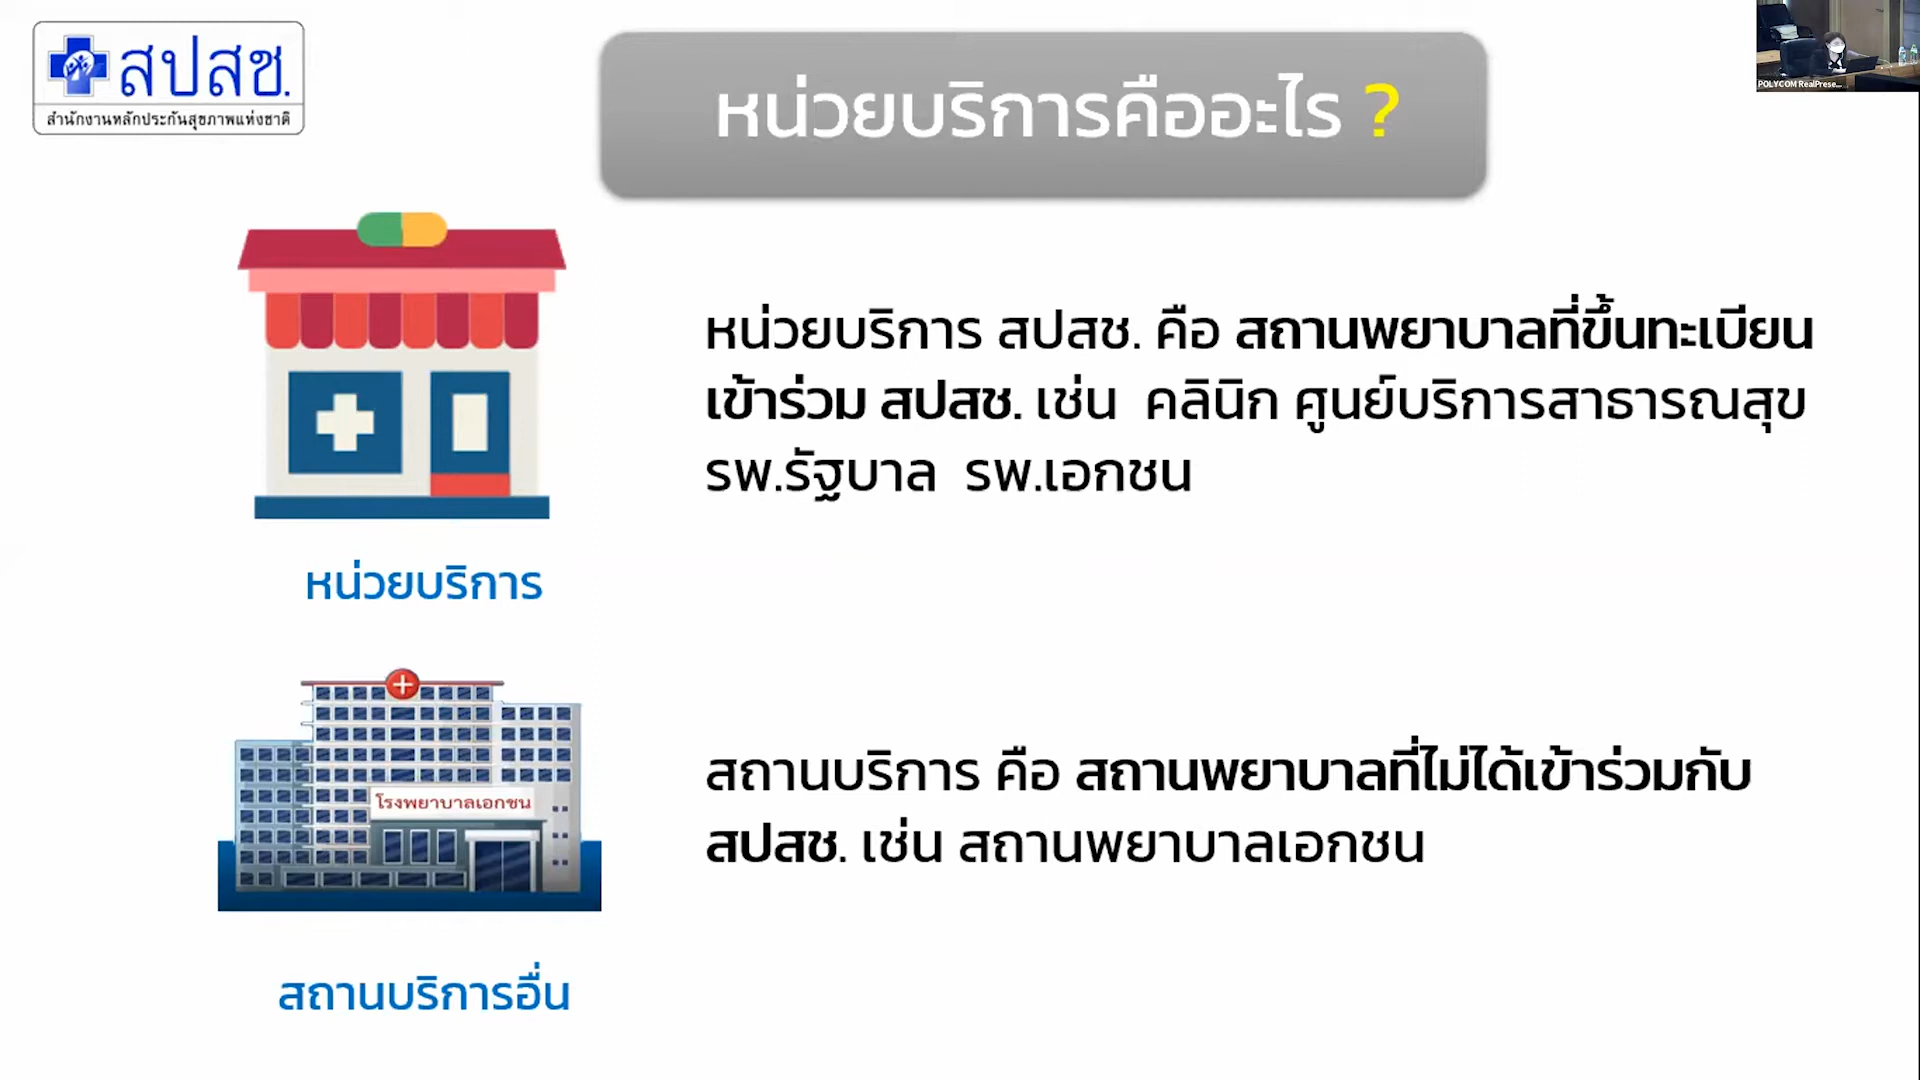 สปสช.
สำนักงานหลักประกันสุขภาพแห่งชาติ
หน่วยบริการคืออะไร ?
POLYCOM RealPrese...
หน่วยบริการ สปสช. คือ สถานพยาบาลที่ขึ้นทะเบียน
เข้าร่วม สปสช. เช่น คลินิก ศูนย์บริการสาธารณสุข
รพ.รัฐบาล รพ.เอกชน
หน่วยบริการ
โรงพยาบาลเอกชน
สถานบริการ คือ สถานพยาบาลที่ไม่ได้เข้าร่วมกับ
สปสช. เช่น สถานพยาบาลเอกชน
สถานบริการอื่น